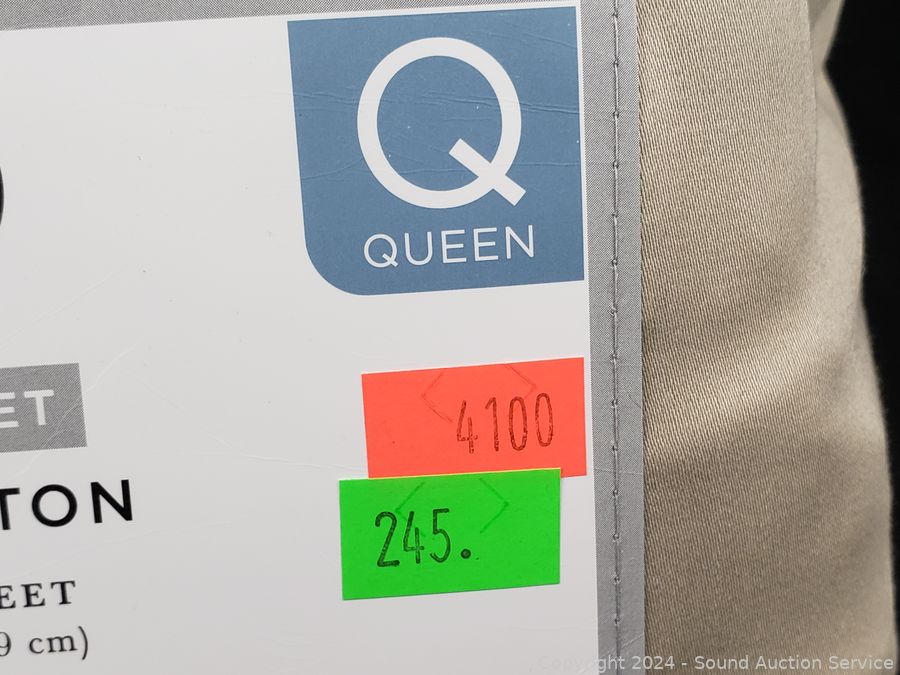 Q
QUEEN
4100
ET
TON
245.
EET
9 cm)
Copyright 2024 - Sound Auction Service